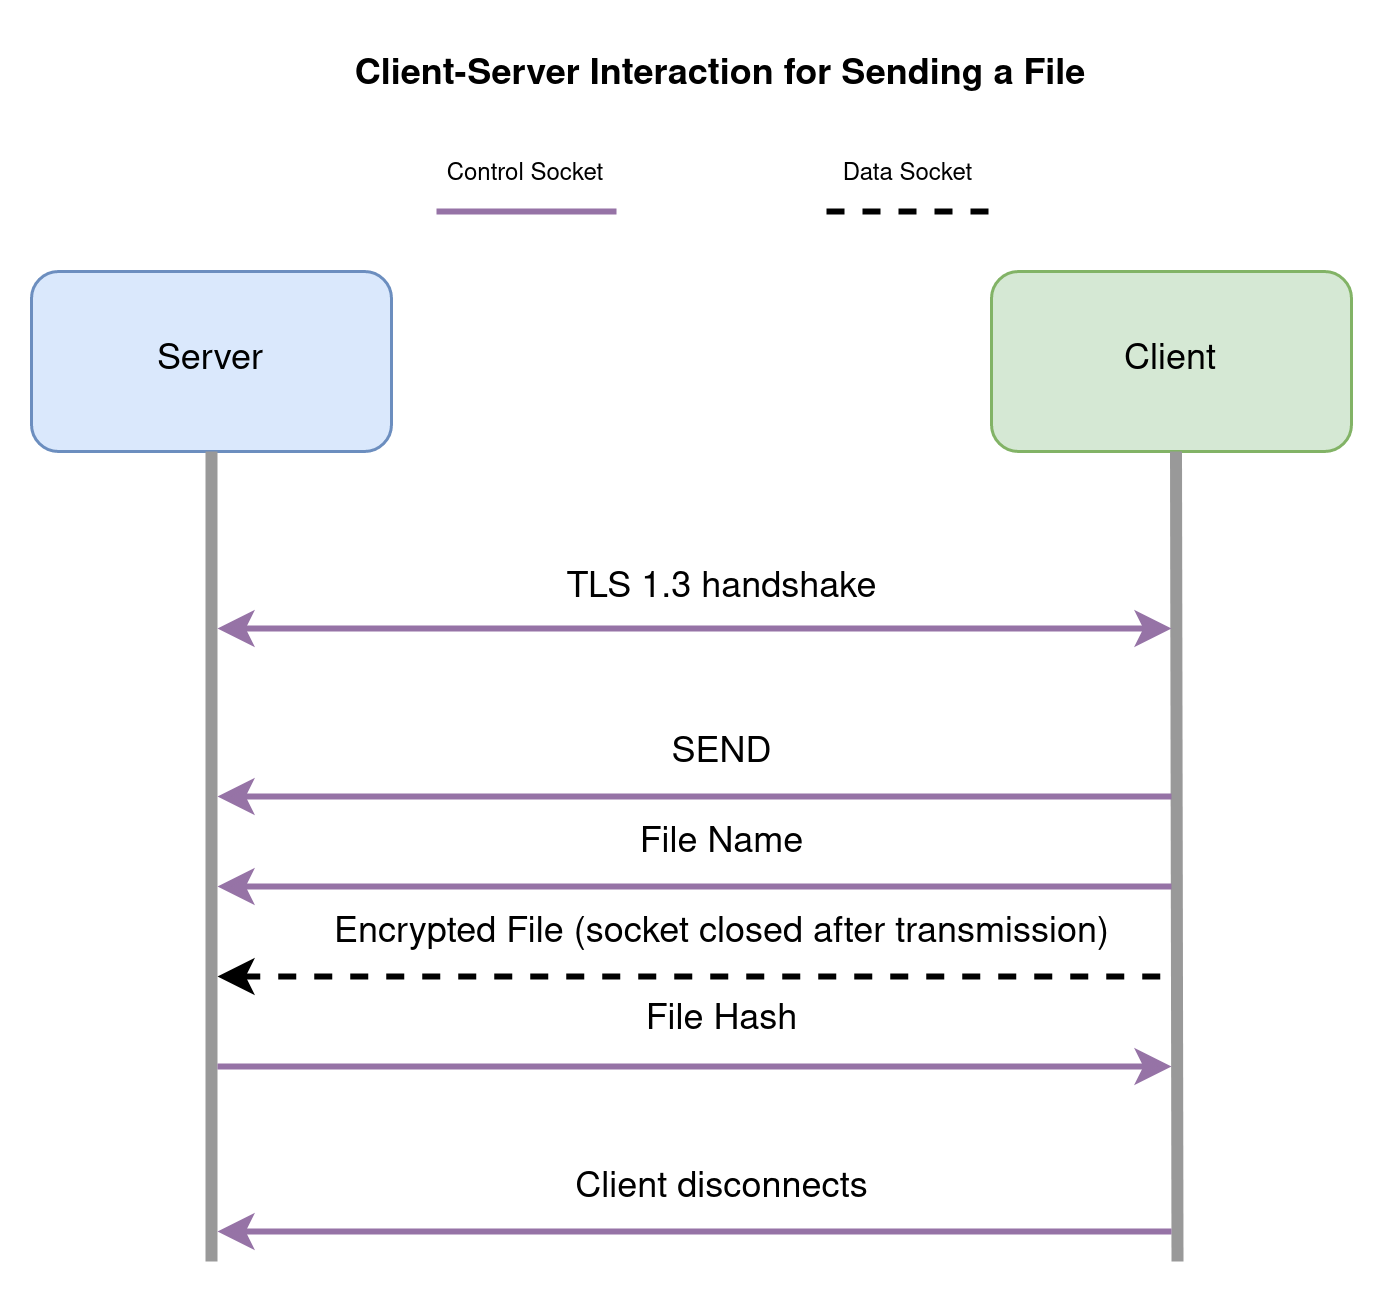 Client-Server Interaction for Sending a File
Control Socket
Data Socket
Server
Client
TLS 1.3 handshake
SEND
File Name
Encrypted File (socket closed after transmission)
File Hash
Client disconnects